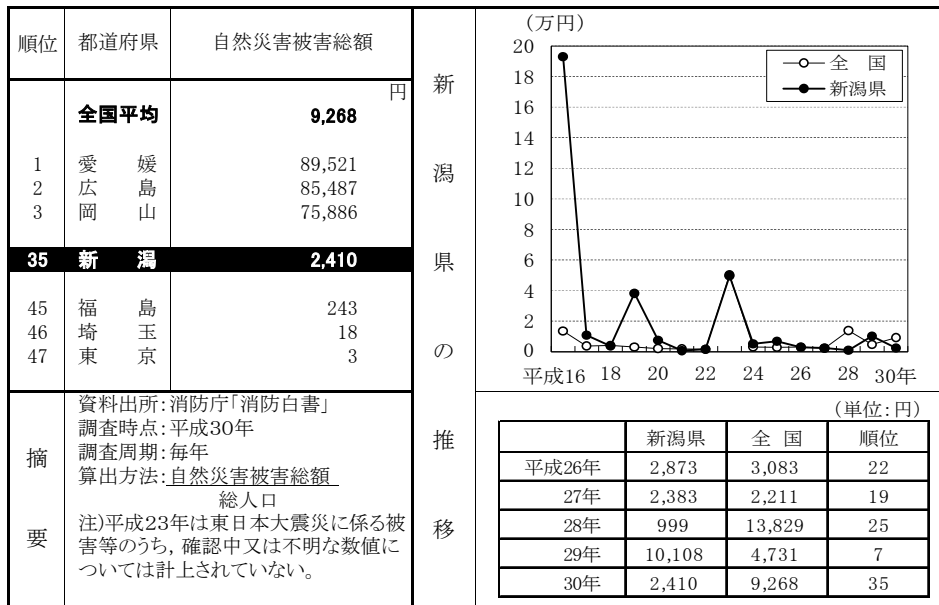 順位 都道府県 自然災害被害総額
円
全国平均 9,268
1 愛媛 89,521
2 広島 85,487
3 岡山 75,886
35 新潟 2,410
45 福島 243
46 埼玉 18
47 東京 3
摘要
資料出所:消防庁「消防白書」
調査時点:平成30年
調査周期:毎年
算出方法:自然災害被害総額
総人口
注)平成23年は東日本大震災に係る被
害等のうち,確認中又は不明な数値に
ついては計上されていない。
新潟県の推移
(万円)
20
18
16
14
12
10
8
6
4
2
0
全国
新潟県
平成16 18 20 22 24 26 28 30年
(単位:円)
新潟県 全国 順位
平成26年 2,873 3,083 22
27年 2,383 2,211 19
28年 999 13,829 25
29年 10,108 4,731 7
30年 2,410 9,268 35